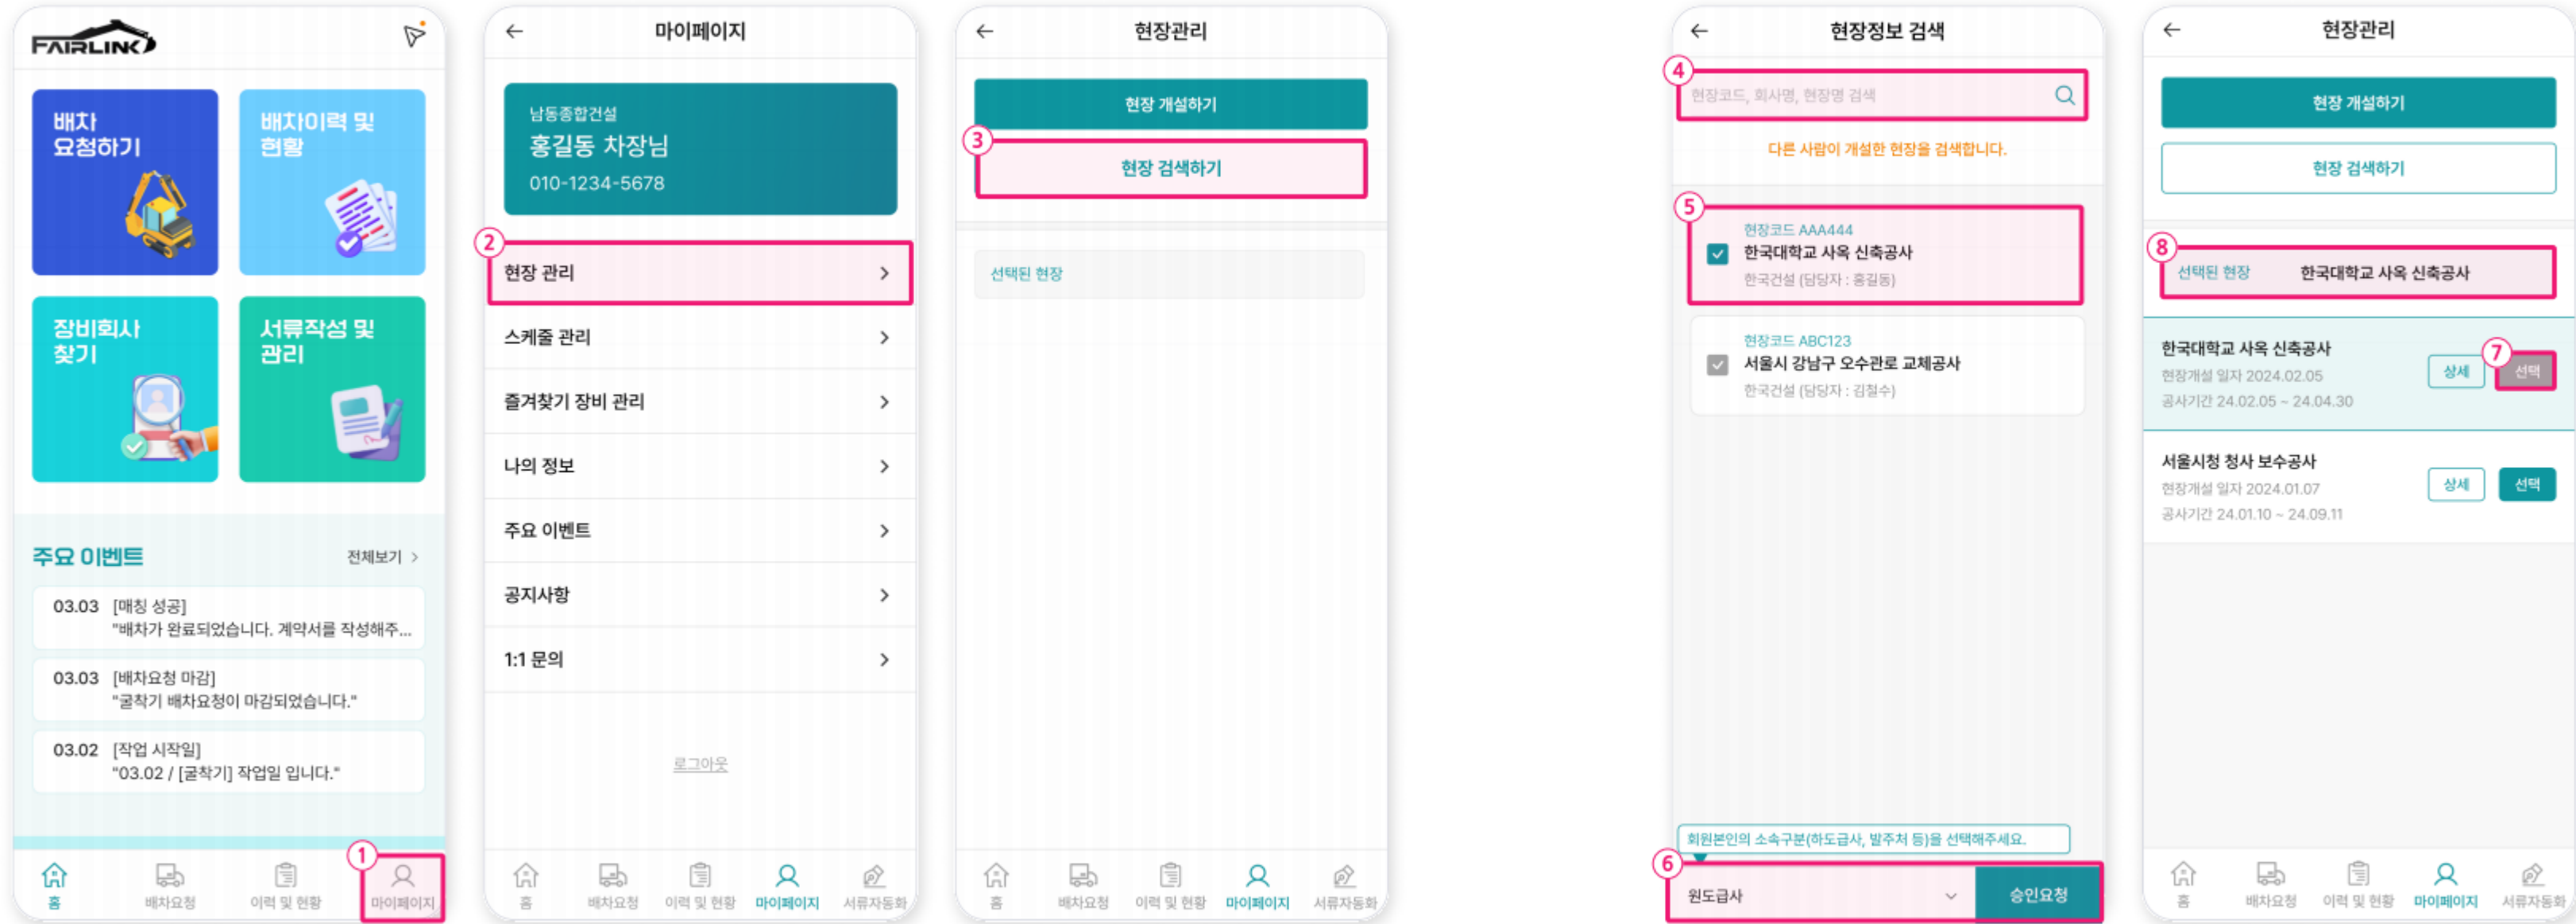 FAIRLINK
배차
요청하기
배차이력 및
현황
장비회사
찾기
서류작성 및
관리
주요 이벤트
전체보기 >
03.03 [매칭 성공]
"배차가 완료되었습니다. 계약서를 작성해주...
03.03 [배차요청 마감]
"굴착기 배차요청이 마감되었습니다."
03.02 [작업 시작일]
"03.02 / [굴착기] 작업일 입니다."
1
홈
배차요청
이력 및 현황
마이페이지
마이페이지
남동종합건설
홍길동 차장님
010-1234-5678
2
현장 관리
스케줄 관리
즐겨찾기 장비 관리
나의 정보
주요 이벤트
공지사항
1:1 문의
로그아웃
홈
배차요청
이력 및 현황
마이페이지
서류자동화
현장관리
현장 개설하기
3
현장 검색하기
선택된 현장
홈
배차요청
이력 및 현황
마이페이지
서류자동화
현장정보 검색
4
현장코드, 회사명, 현장명 검색
다른 사람이 개설한 현장을 검색합니다.
5
현장코드 AAA444
한국대학교 사옥 신축공사
한국건설 (담당자 : 홍길동)
현장코드 ABC123
서울시 강남구 오수관로 교체공사
한국건설 (담당자 : 김철수)
회원본인의 소속구분(하도급사, 발주처 등)을 선택해주세요.
6
원도급사
승인요청
현장관리
현장 개설하기
현장 검색하기
8
선택된 현장 한국대학교 사옥 신축공사
한국대학교 사옥 신축공사
현장개설 일자 2024.02.05
공사기간 24.02.05 ~ 24.04.30
상세
7
선택
서울시청 청사 보수공사
현장개설 일자 2024.01.07
공사기간 24.01.10 ~ 24.09.11
상세
선택
홈
배차요청
이력 및 현황
마이페이지
서류자동화